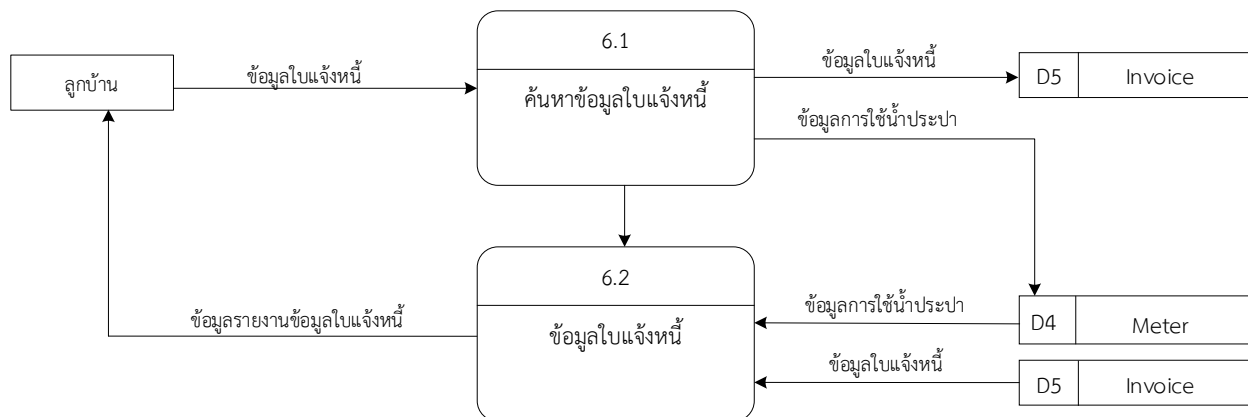 6.1
ข้อมูลใบแจ้งหนี้
ข้อมูลใบแจ้งหนี้
ลูกบ้าน
D5 Invoice
ค้นหาข้อมูลใบแจ้งหนี้
ข้อมูลการใช้น้ำประปา
6.2
ข้อมูลรายงานข้อมูลใบแจ้งหนี้
ข้อมูลการใช้น้ำประปา
D4 Meter
ข้อมูลใบแจ้งหนี้
ข้อมูลใบแจ้งหนี้
D5 Invoice